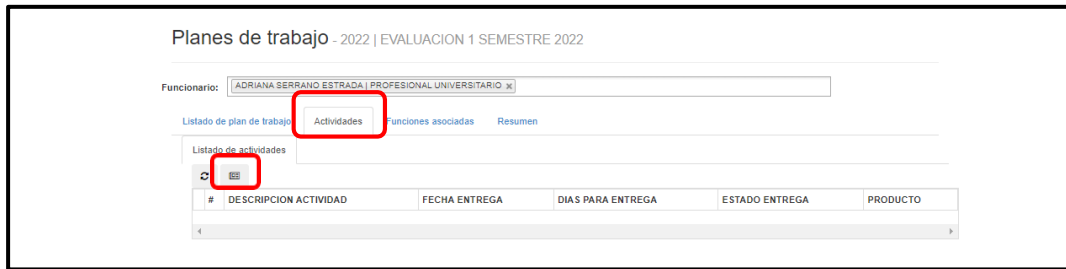 Planes de trabajo - 2022 | EVALUACION 1 SEMESTRE 2022
Funcionario: ADRIANA SERRANO ESTRADA | PROFESIONAL UNIVERSITARIO x
Listado de plan de trabajo Actividades Funciones asociadas Resumen
Listado de actividades
# DESCRIPCION ACTIVIDAD FECHA ENTREGA DIAS PARA ENTREGA ESTADO ENTREGA PRODUCTO